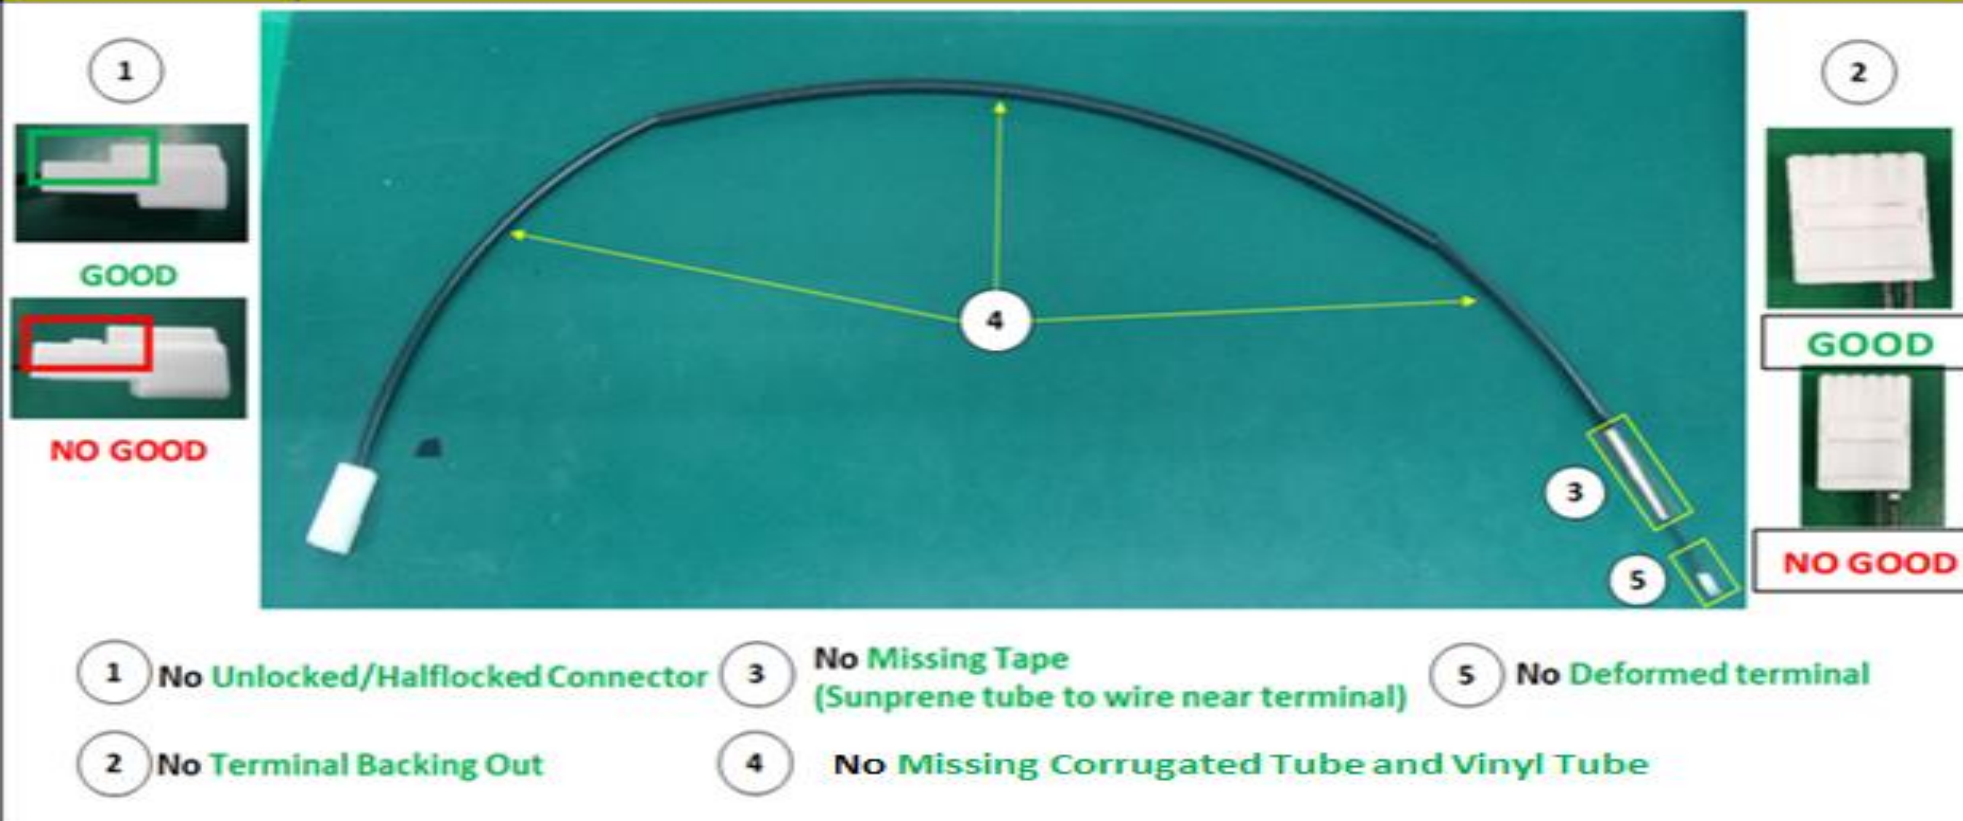 1
GOOD
NO GOOD
4
3
5
2
GOOD
NO GOOD
1 No Unlocked/Halflocked Connector
3 No Missing Tape
(Sunprene tube to wire near terminal)
5 No Deformed terminal
2 No Terminal Backing Out
4 No Missing Corrugated Tube and Vinyl Tube